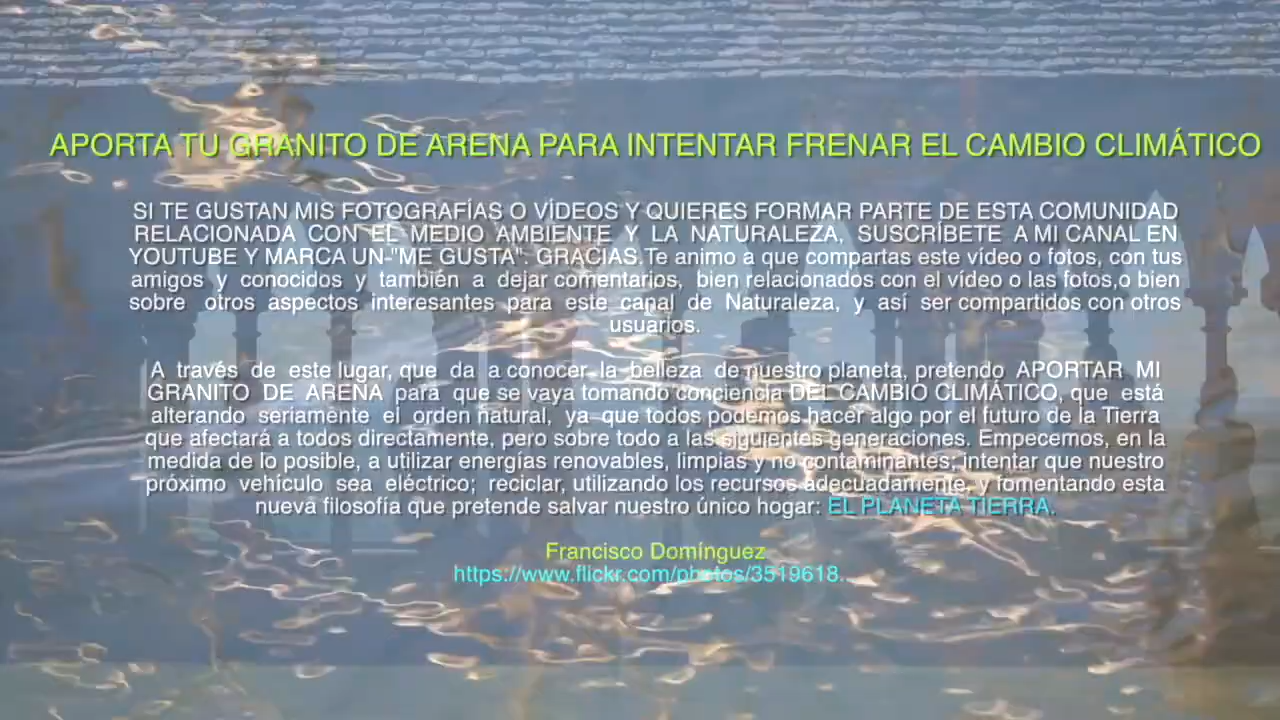 APORTA TU GRANITO DE ARENA PARA INTENTAR FRENAR EL CAMBIO CLIMÁTICO
SI TE GUSTAN MIS FOTOGRAFÍAS O VÍDEOS Y QUIERES FORMAR PARTE DE ESTA COMUNIDAD
RELACIONADA CON EL MEDIO AMBIENTE Y LA NATURALEZA, SUSCRÍBETE A MI CANAL EN
YOUTUBE Y MARCA UN "ME GUSTA". GRACIAS.Te animo a que compartas este vídeo o fotos, con tus
amigos y conocidos y también a dejar comentarios, bien relacionados con el vídeo o las fotos,o bien
sobre otros aspectos interesantes para este canal de Naturaleza, y así ser compartidos con otros
usuarios.
A través de este lugar, que da a conocer la belleza de nuestro planeta, pretendo APORTAR MI
GRANITO DE ARENA para que se vaya tomando conciencia DEL CAMBIO CLIMÁTICO, que está
alterando seriamente el orden natural, ya que todos podemos hacer algo por el futuro de la Tierra
que afectará a todos directamente, pero sobre todo a las siguientes generaciones. Empecemos, en la
medida de lo posible, a utilizar energías renovables, limpias y no contaminantes; intentar que nuestro
próximo vehículo sea eléctrico; reciclar, utilizando los recursos adecuadamente, y fomentando esta
nueva filosofía que pretende salvar nuestro único hogar: EL PLANETA TIERRA.
Francisco Domínguez
https://www.flickr.com/photos/3519618.